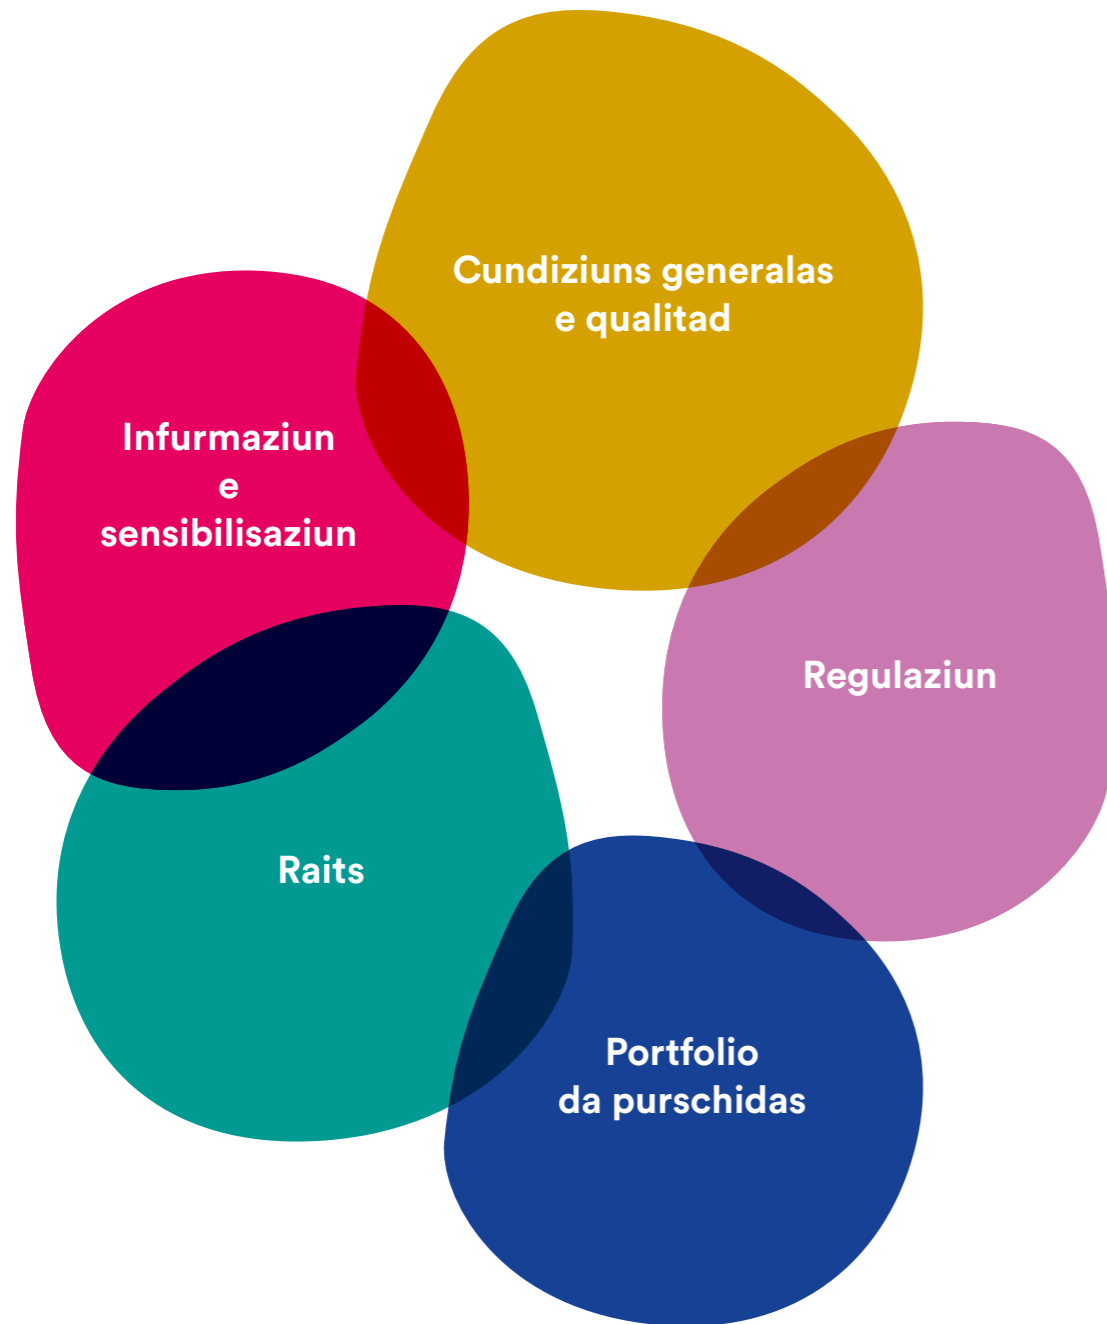 Cundiziuns generalas
e qualitad
Infurmaziun
e
sensibilisaziun
Regulaziun
Raits
Portfolio
da purschidas